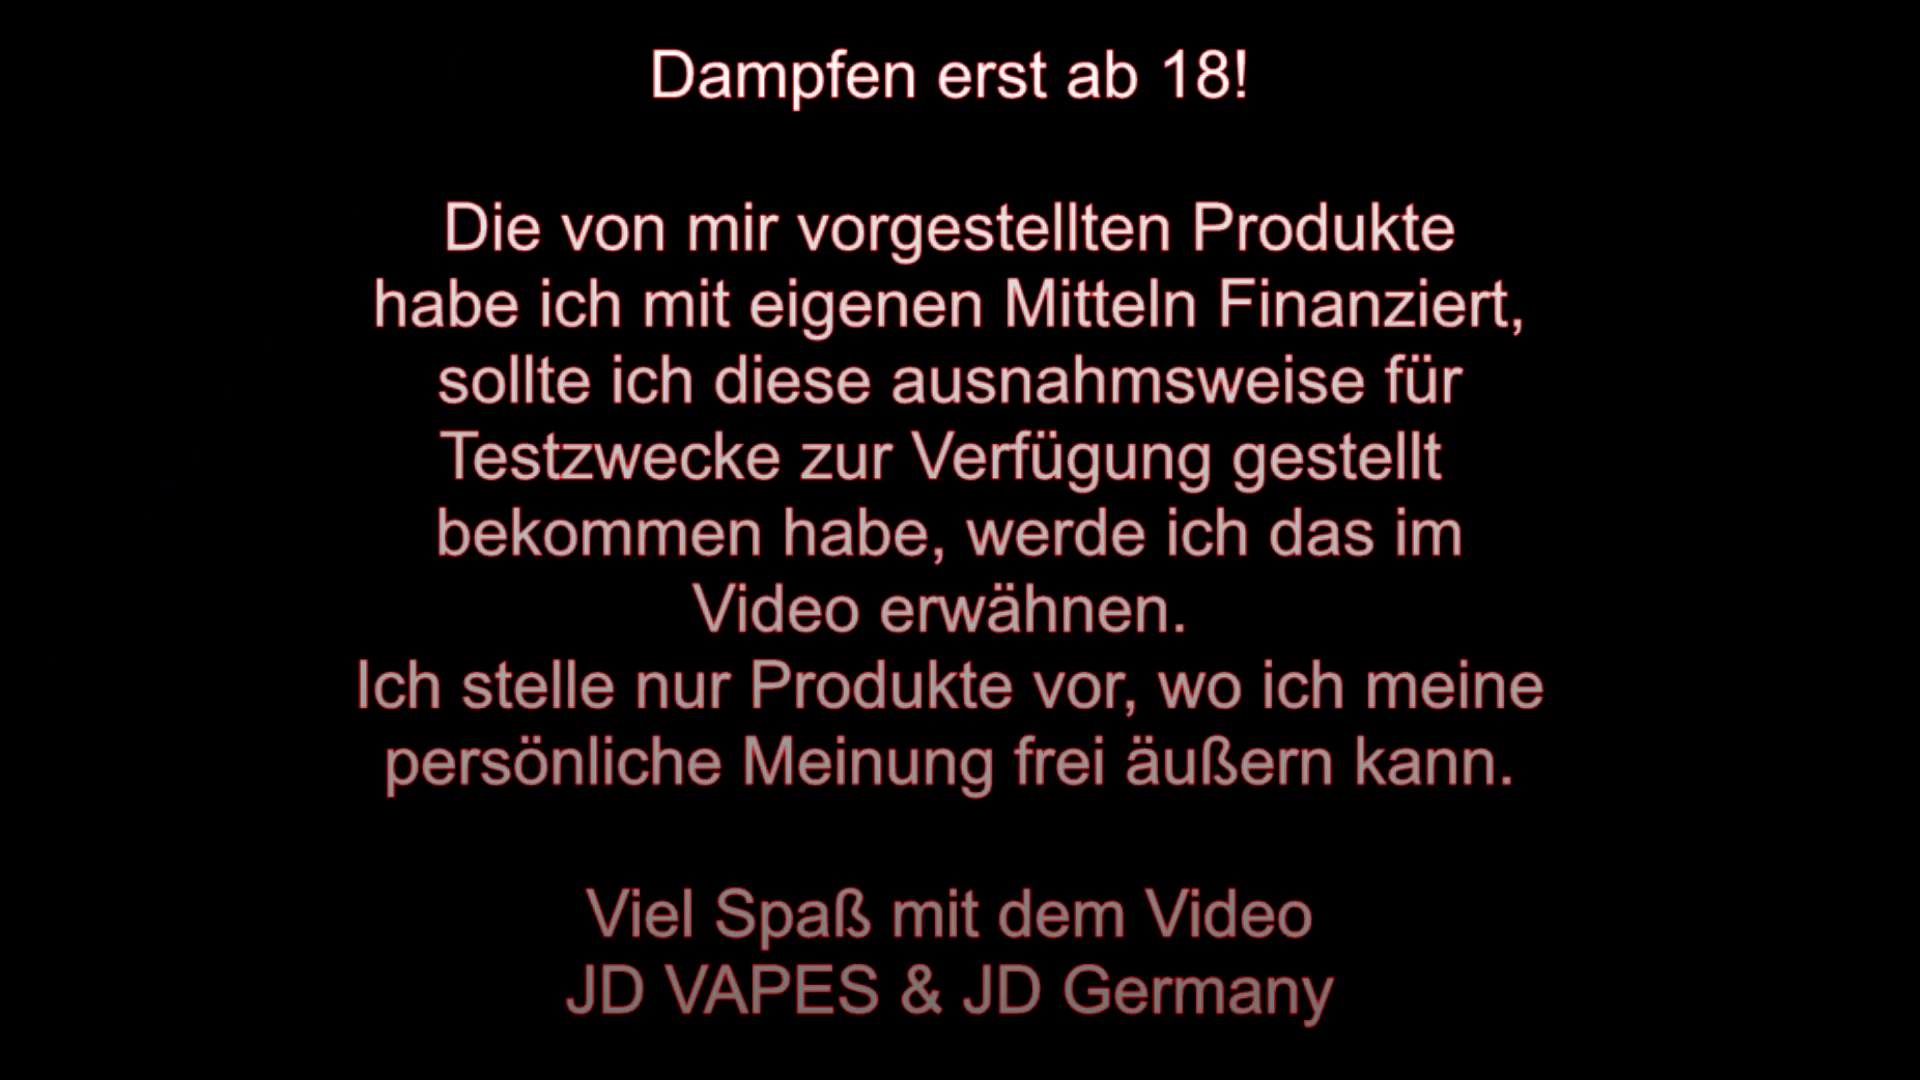 Dampfen erst ab 18!
Die von mir vorgestellten Produkte
habe ich mit eigenen Mitteln Finanziert,
sollte ich diese ausnahmsweise für
Testzwecke zur Verfügung gestellt
bekommen habe, werde ich das im
Video erwähnen.
Ich stelle nur Produkte vor, wo ich meine
persönliche Meinung frei äußern kann.
Viel Spaß mit dem Video
JD VAPES & JD Germany